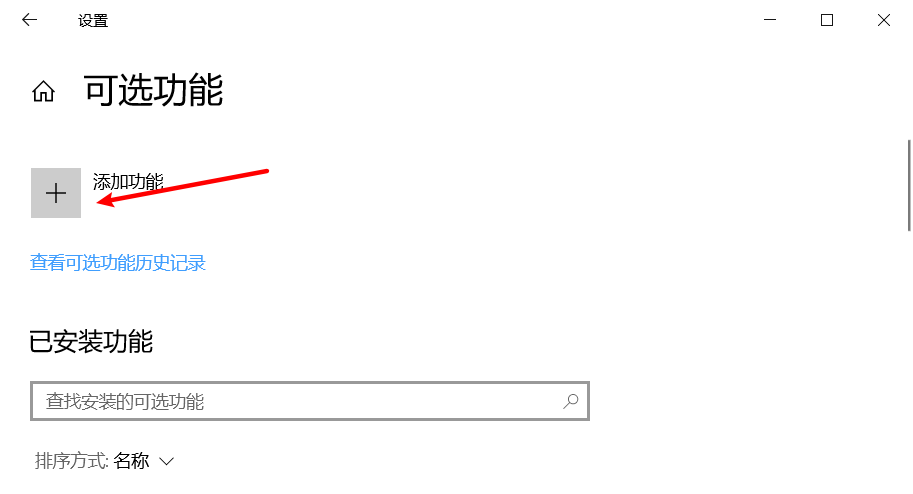 设置
可选功能
添加功能
查看可选功能历史记录
已安装功能
查找安装的可选功能
排序方式: 名称